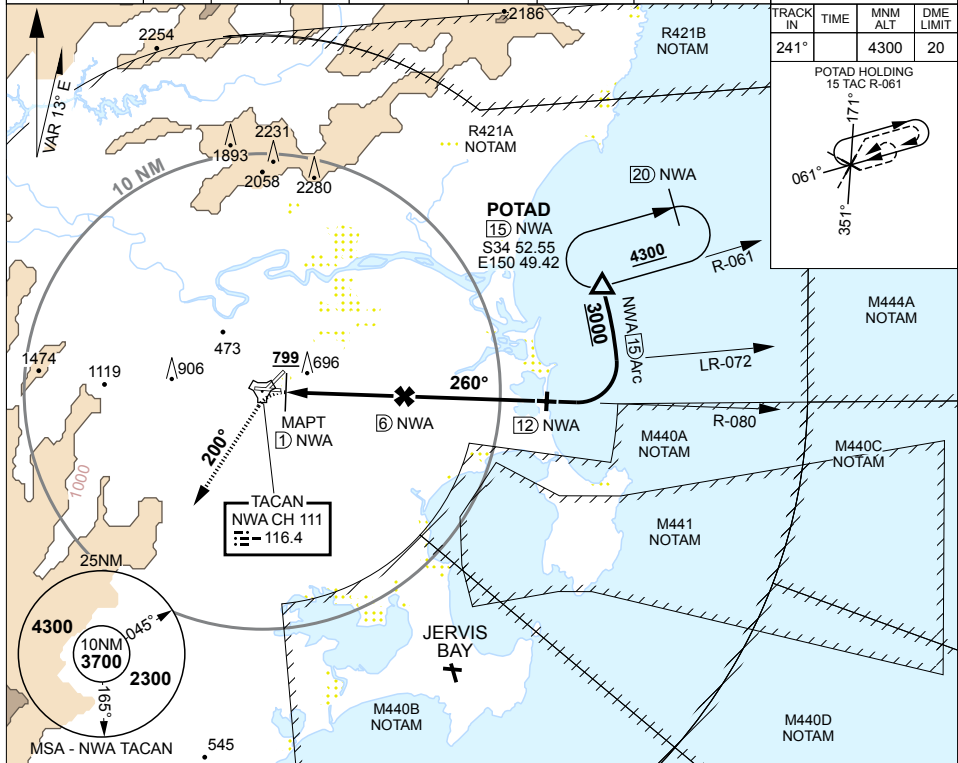 2186
2254
VAR 13° E
R421B
NOTAM
TRACK IN
TIME
MNM ALT
DME LIMIT
241°
4300
20
POTAD HOLDING
15 TAC R-061
171°
061°
351°
2231
1893
2058
2280
10 NM
R421A
NOTAM
20 NWA
POTAD
15 NWA
S34 52.55
E150 49.42
4300
R-061
3000
NWA 15 Arc
M444A
NOTAM
LR-072
473
1474
1119
906
799
696
260°
MAPT
1 NWA
6 NWA
12 NWA
R-080
200°
M440A
NOTAM
M440C
NOTAM
1000
TACAN
NWA CH 111
116.4
M441
NOTAM
25NM
4300
045°
10NM
3700
2300
165°
MSA - NWA TACAN
JERVIS
BAY
M440B
NOTAM
M440D
NOTAM
545